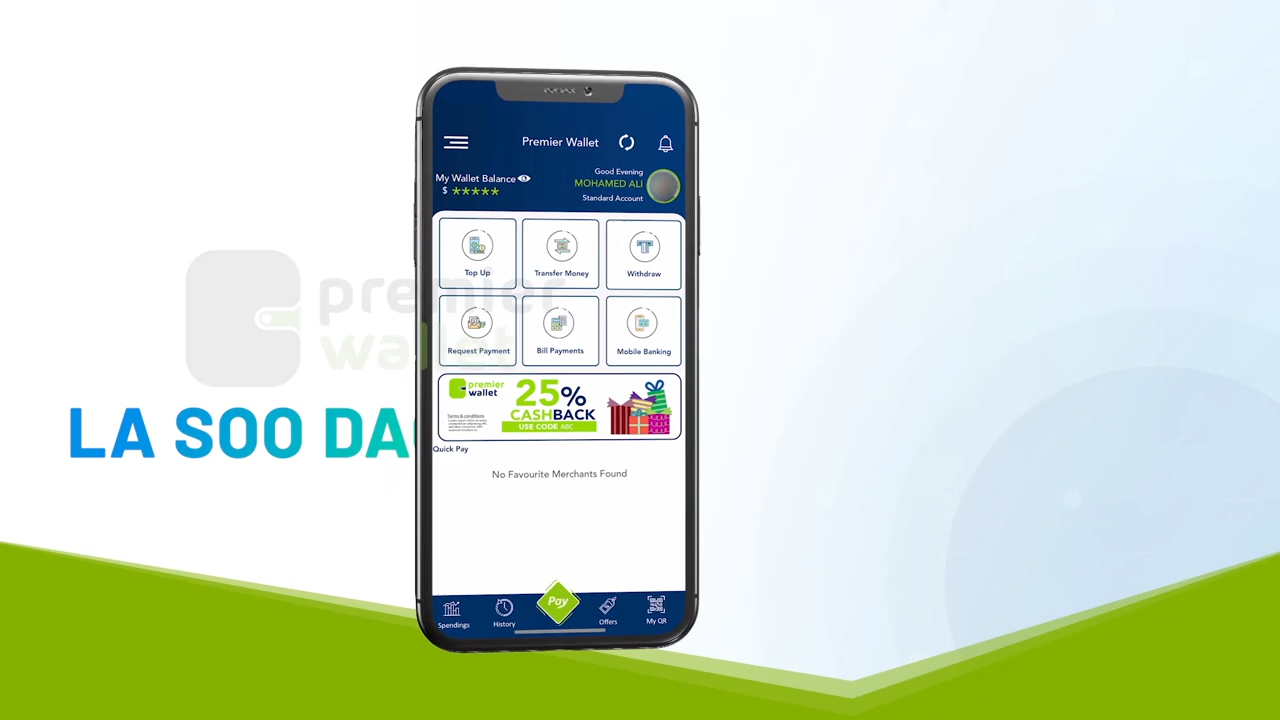 Premier Wallet
Good Evening
My Wallet Balance
MOHAMED ALI
$ *****
Standard Account
Top Up
Transfer Money
Withdraw
premier
wallet
Request Payment
Bill Payments
Mobile Banking
premier
wallet
25%
CASHBACK
USE CODE ABC
Terms & conditions
LA SOO
Quick Pay
No Favourite Merchants Found
Pay
Spendings
History
Offers
My QR